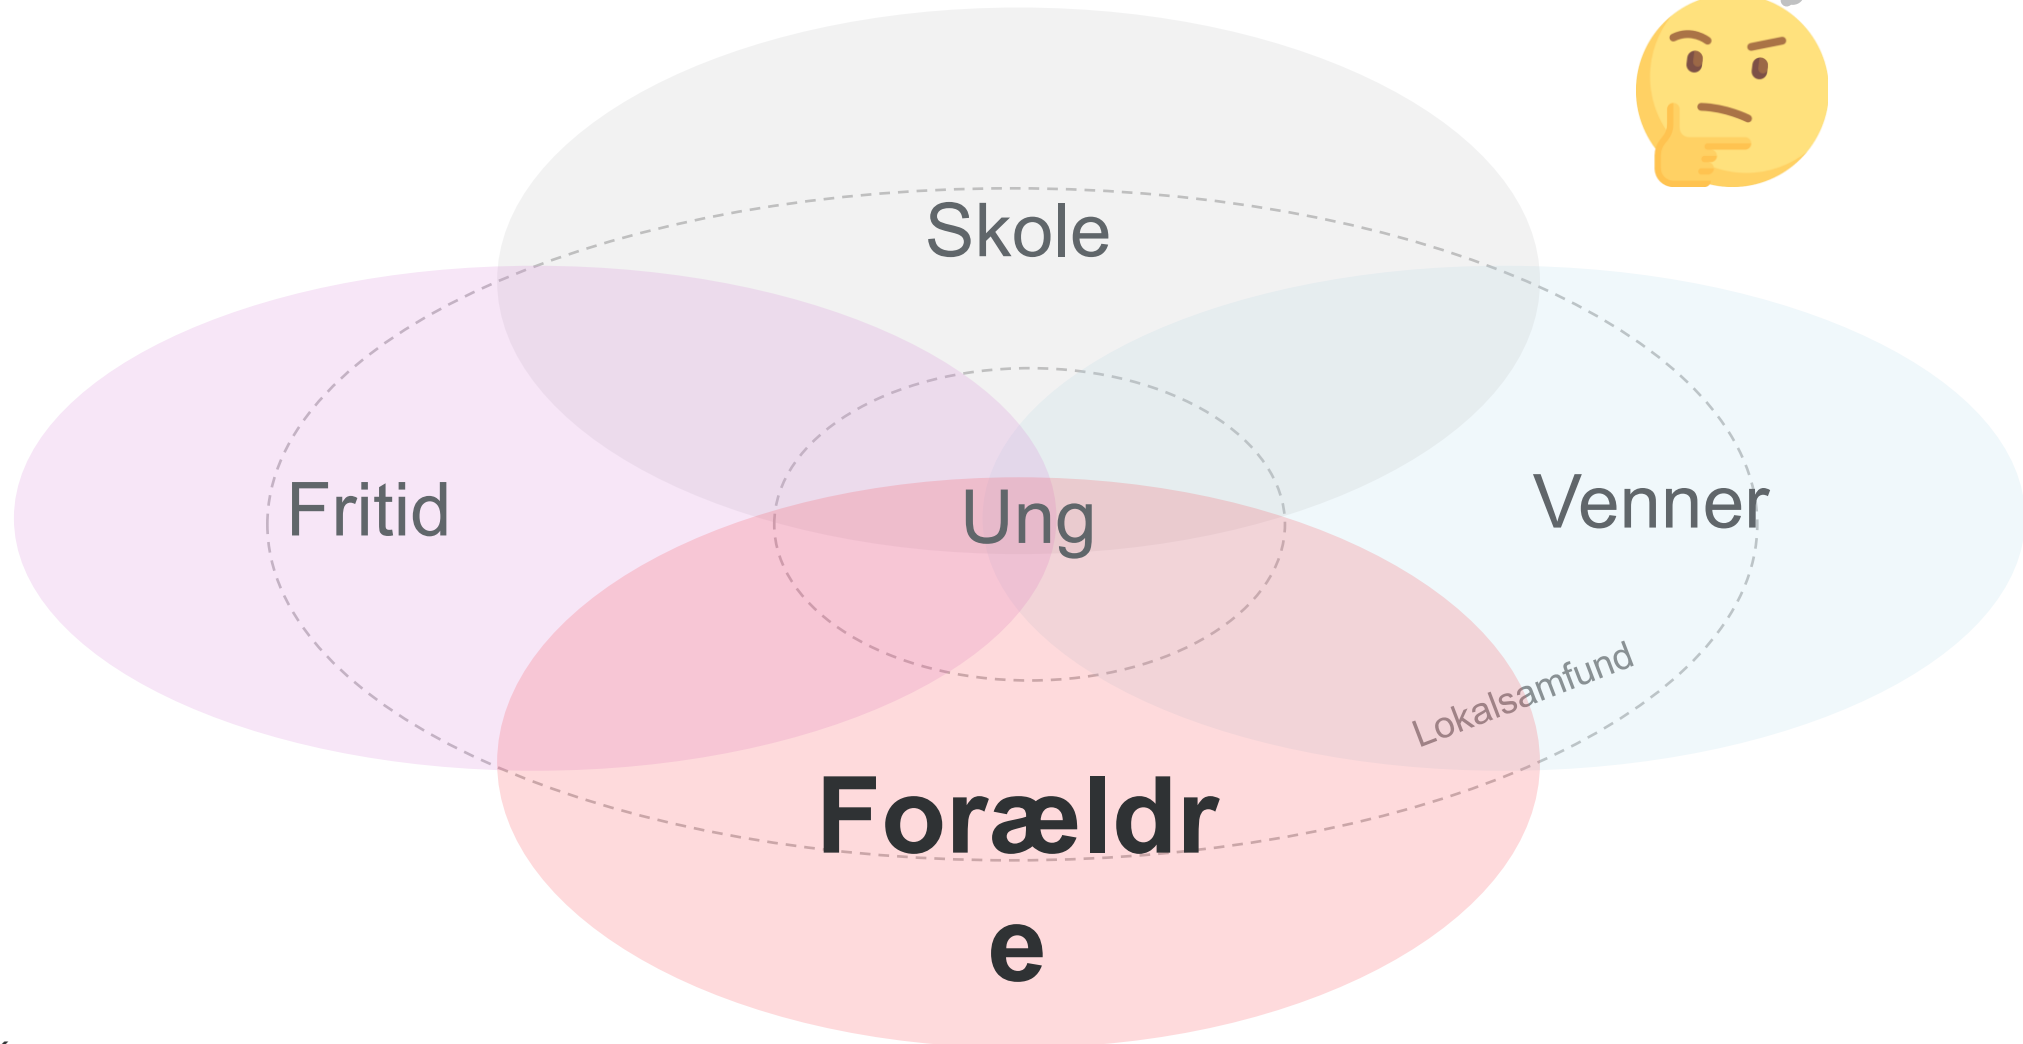 Skole
Fritid
Ung
Venner
Lokalsamfund
Forældr
e